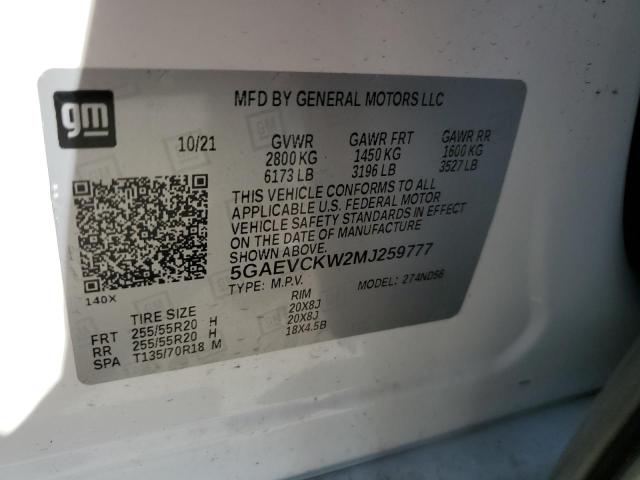 gm
MFD BY GENERAL MOTORS LLC
10/21 GVWR GAWR FRT GAWR RR
2800 KG 1450 KG 1600 KG
6173 LB 3196 LB 3527 LB
THIS VEHICLE CONFORMS TO ALL
APPLICABLE U.S. FEDERAL MOTOR
VEHICLE SAFETY STANDARDS IN EFFECT
ON THE DATE OF MANUFACTURE
SHOWN ABOVE.
5GAEVCKW2MJ259777
TYPE: M.P.V. MODEL: 274ND56
140X
TIRE SIZE RIM
FRT 255/55R20 H 20X8J
RR 255/55R20 H 20X8J
SPA T135/70R18 M 18X4.5B